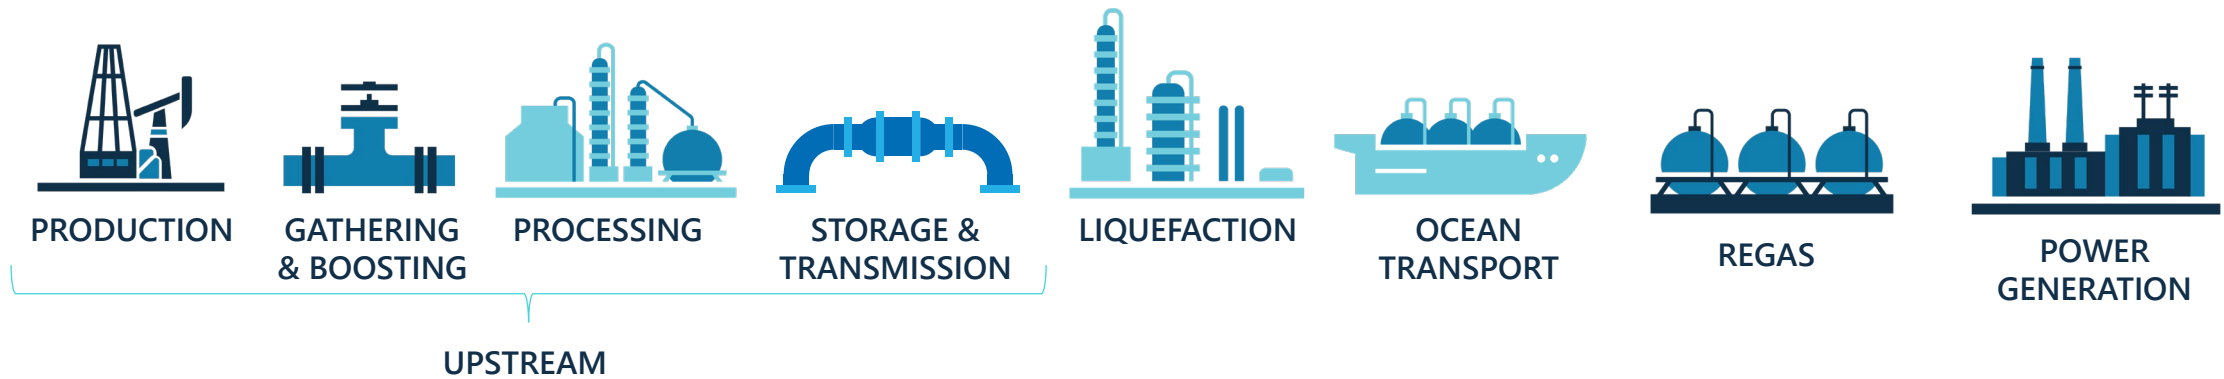 PRODUCTION
GATHERING
& BOOSTING
PROCESSING
STORAGE &
TRANSMISSION
LIQUEFACTION
OCEAN
TRANSPORT
REGAS
POWER
GENERATION
UPSTREAM